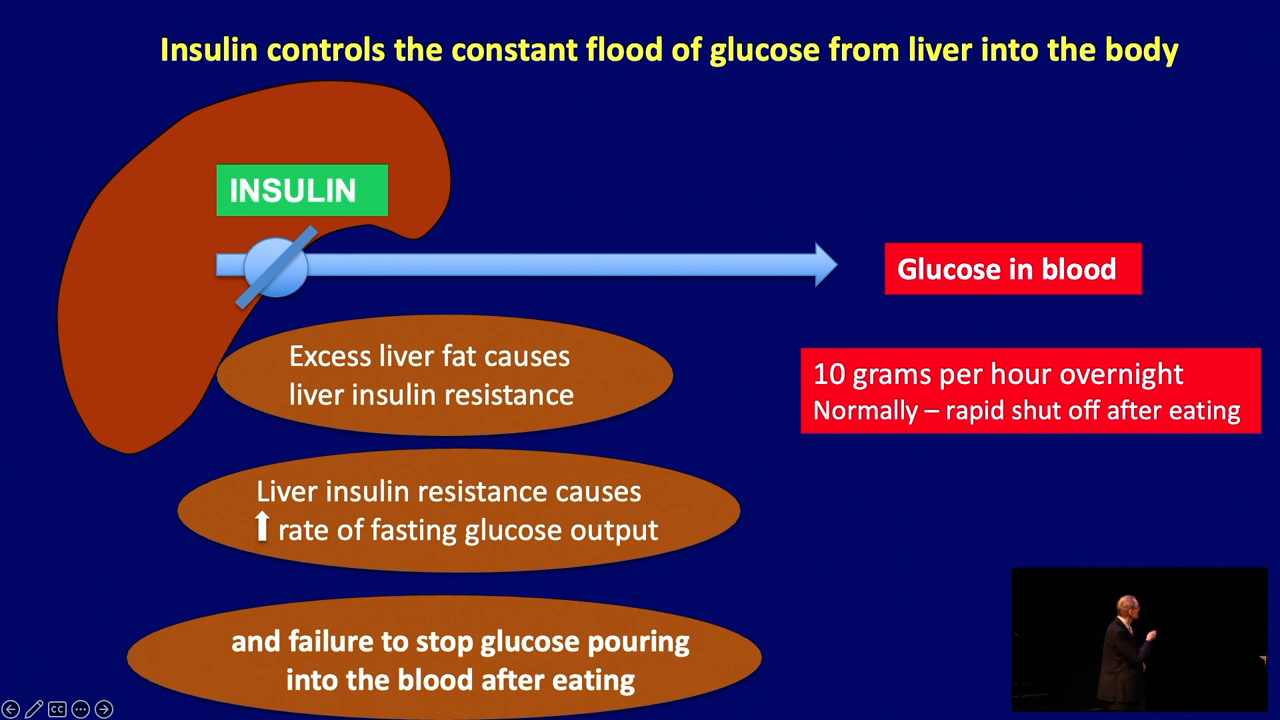 Insulin controls the constant flood of glucose from liver into the body
INSULIN
Glucose in blood
Excess liver fat causes
liver insulin resistance
10 grams per hour overnight
Normally – rapid shut off after eating
Liver insulin resistance causes
⬆ rate of fasting glucose output
and failure to stop glucose pouring
into the blood after eating
CC